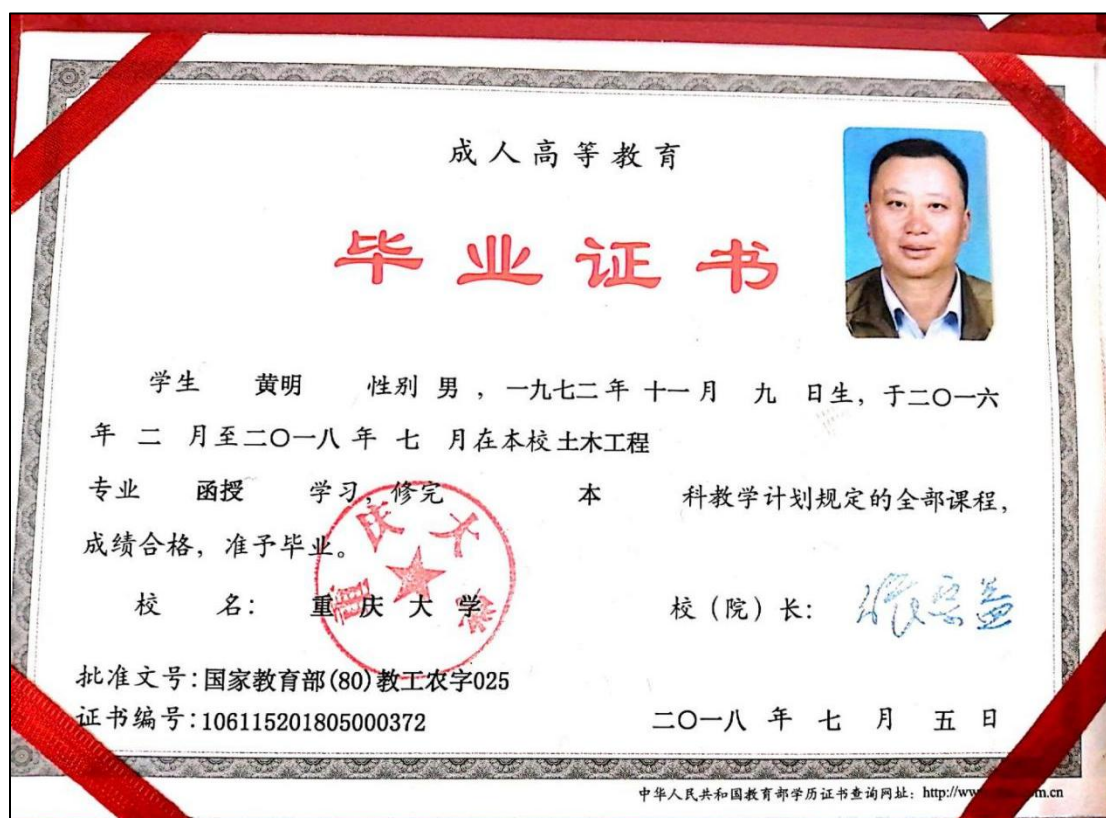 成人高等教育
毕业证书
学生 黄明 性别 男 ,一九七二年 十一月 九 日生,于二〇一六
年 二 月至二〇一八 年 七 月在本校 土木工程
专业 函授 学习,修完 本 科教学计划规定的全部课程,
成绩合格,准予毕业。
重庆大学
校 名: 重 庆 大 学 校(院)长:
批准文号:国家教育部(80)教工农字025
证书编号:106115201805000372 二〇一八 年 七 月 五 日
中华人民共和国教育部学历证书查询网址: http://ww